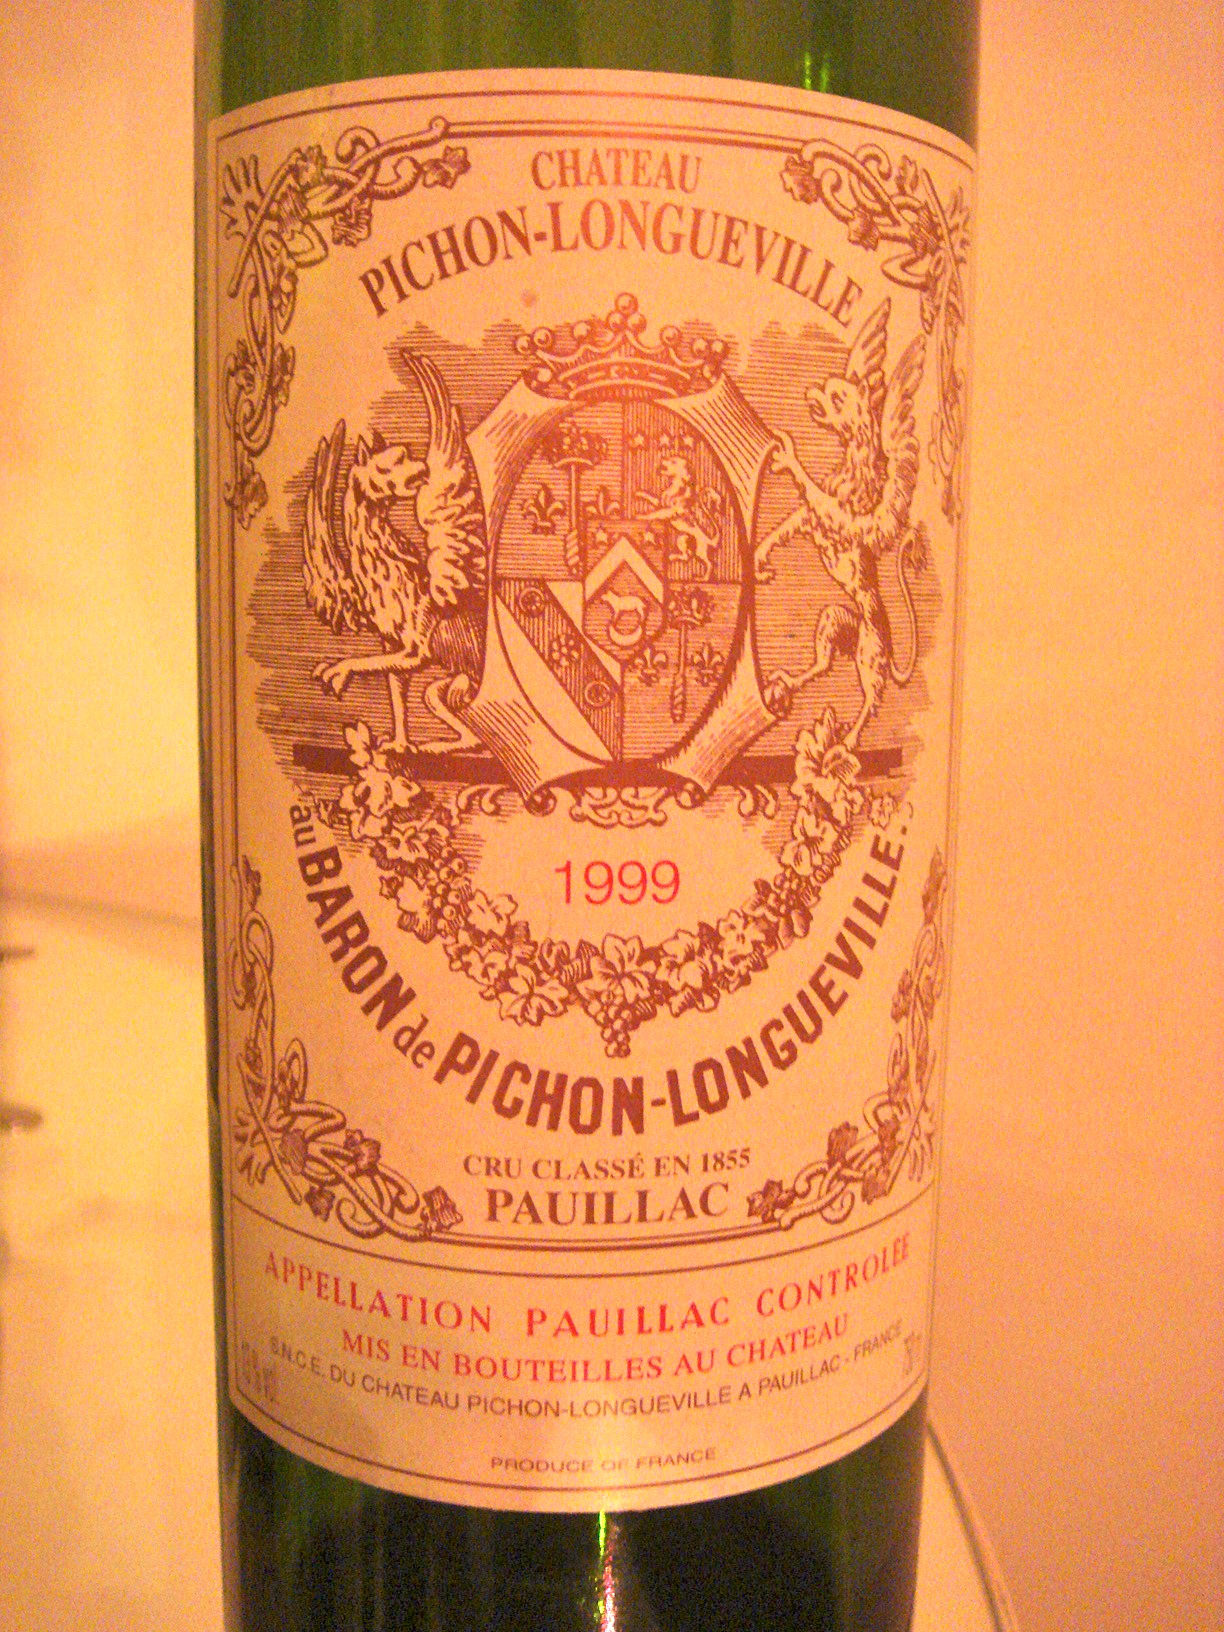 CHATEAU
PICHON-LONGUEVILLE
1999
au BARON de PICHON-LONGUEVILLE.
CRU CLASSÉ EN 1855
PAUILLAC
APPELLATION PAUILLAC CONTROLÉE
MIS EN BOUTEILLES AU CHATEAU
S.N.C.E. DU CHATEAU PICHON-LONGUEVILLE A PAUILLAC - FRANCE
PRODUCE OF FRANCE